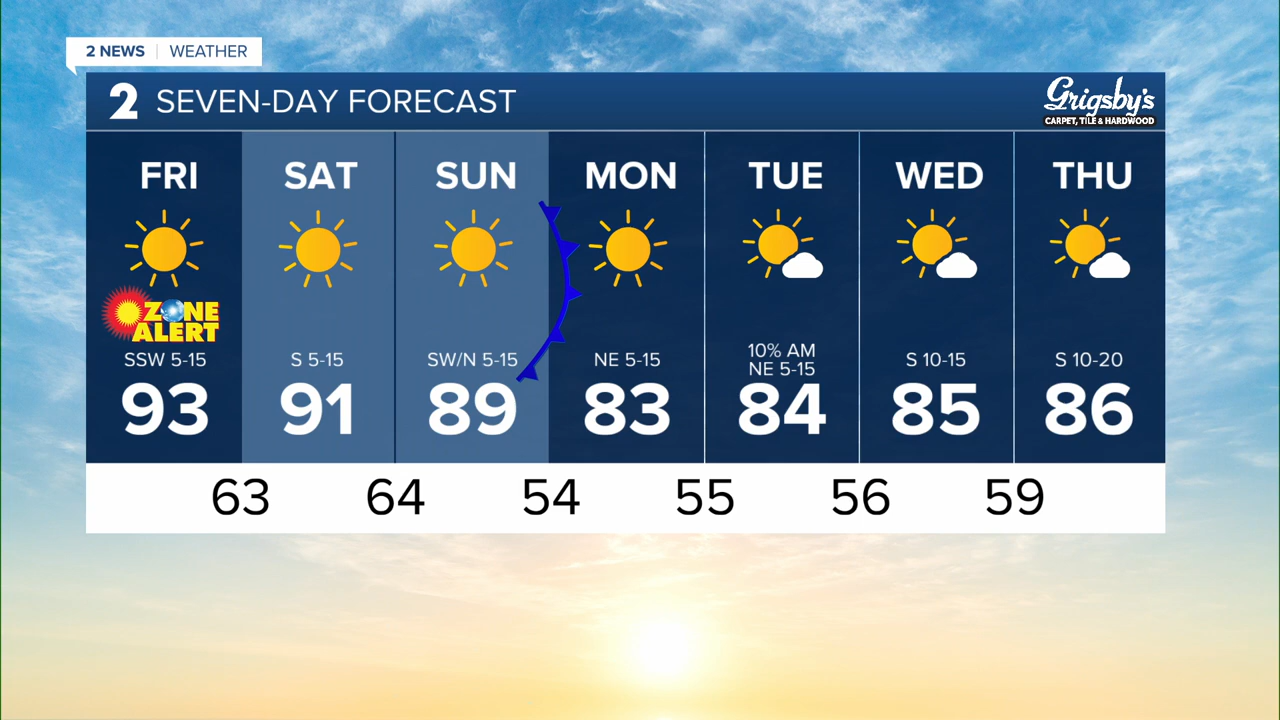 2 NEWS | WEATHER
2 SEVEN-DAY FORECAST
Grigsby's
CARPET, TILE & HARDWOOD
FRI SAT SUN MON TUE WED THU
OZONE
ALERT
10% AM
SSW 5-15 S 5-15 SW/N 5-15 NE 5-15 NE 5-15 S 10-15 S 10-20
93 91 89 83 84 85 86
63 64 54 55 56 59